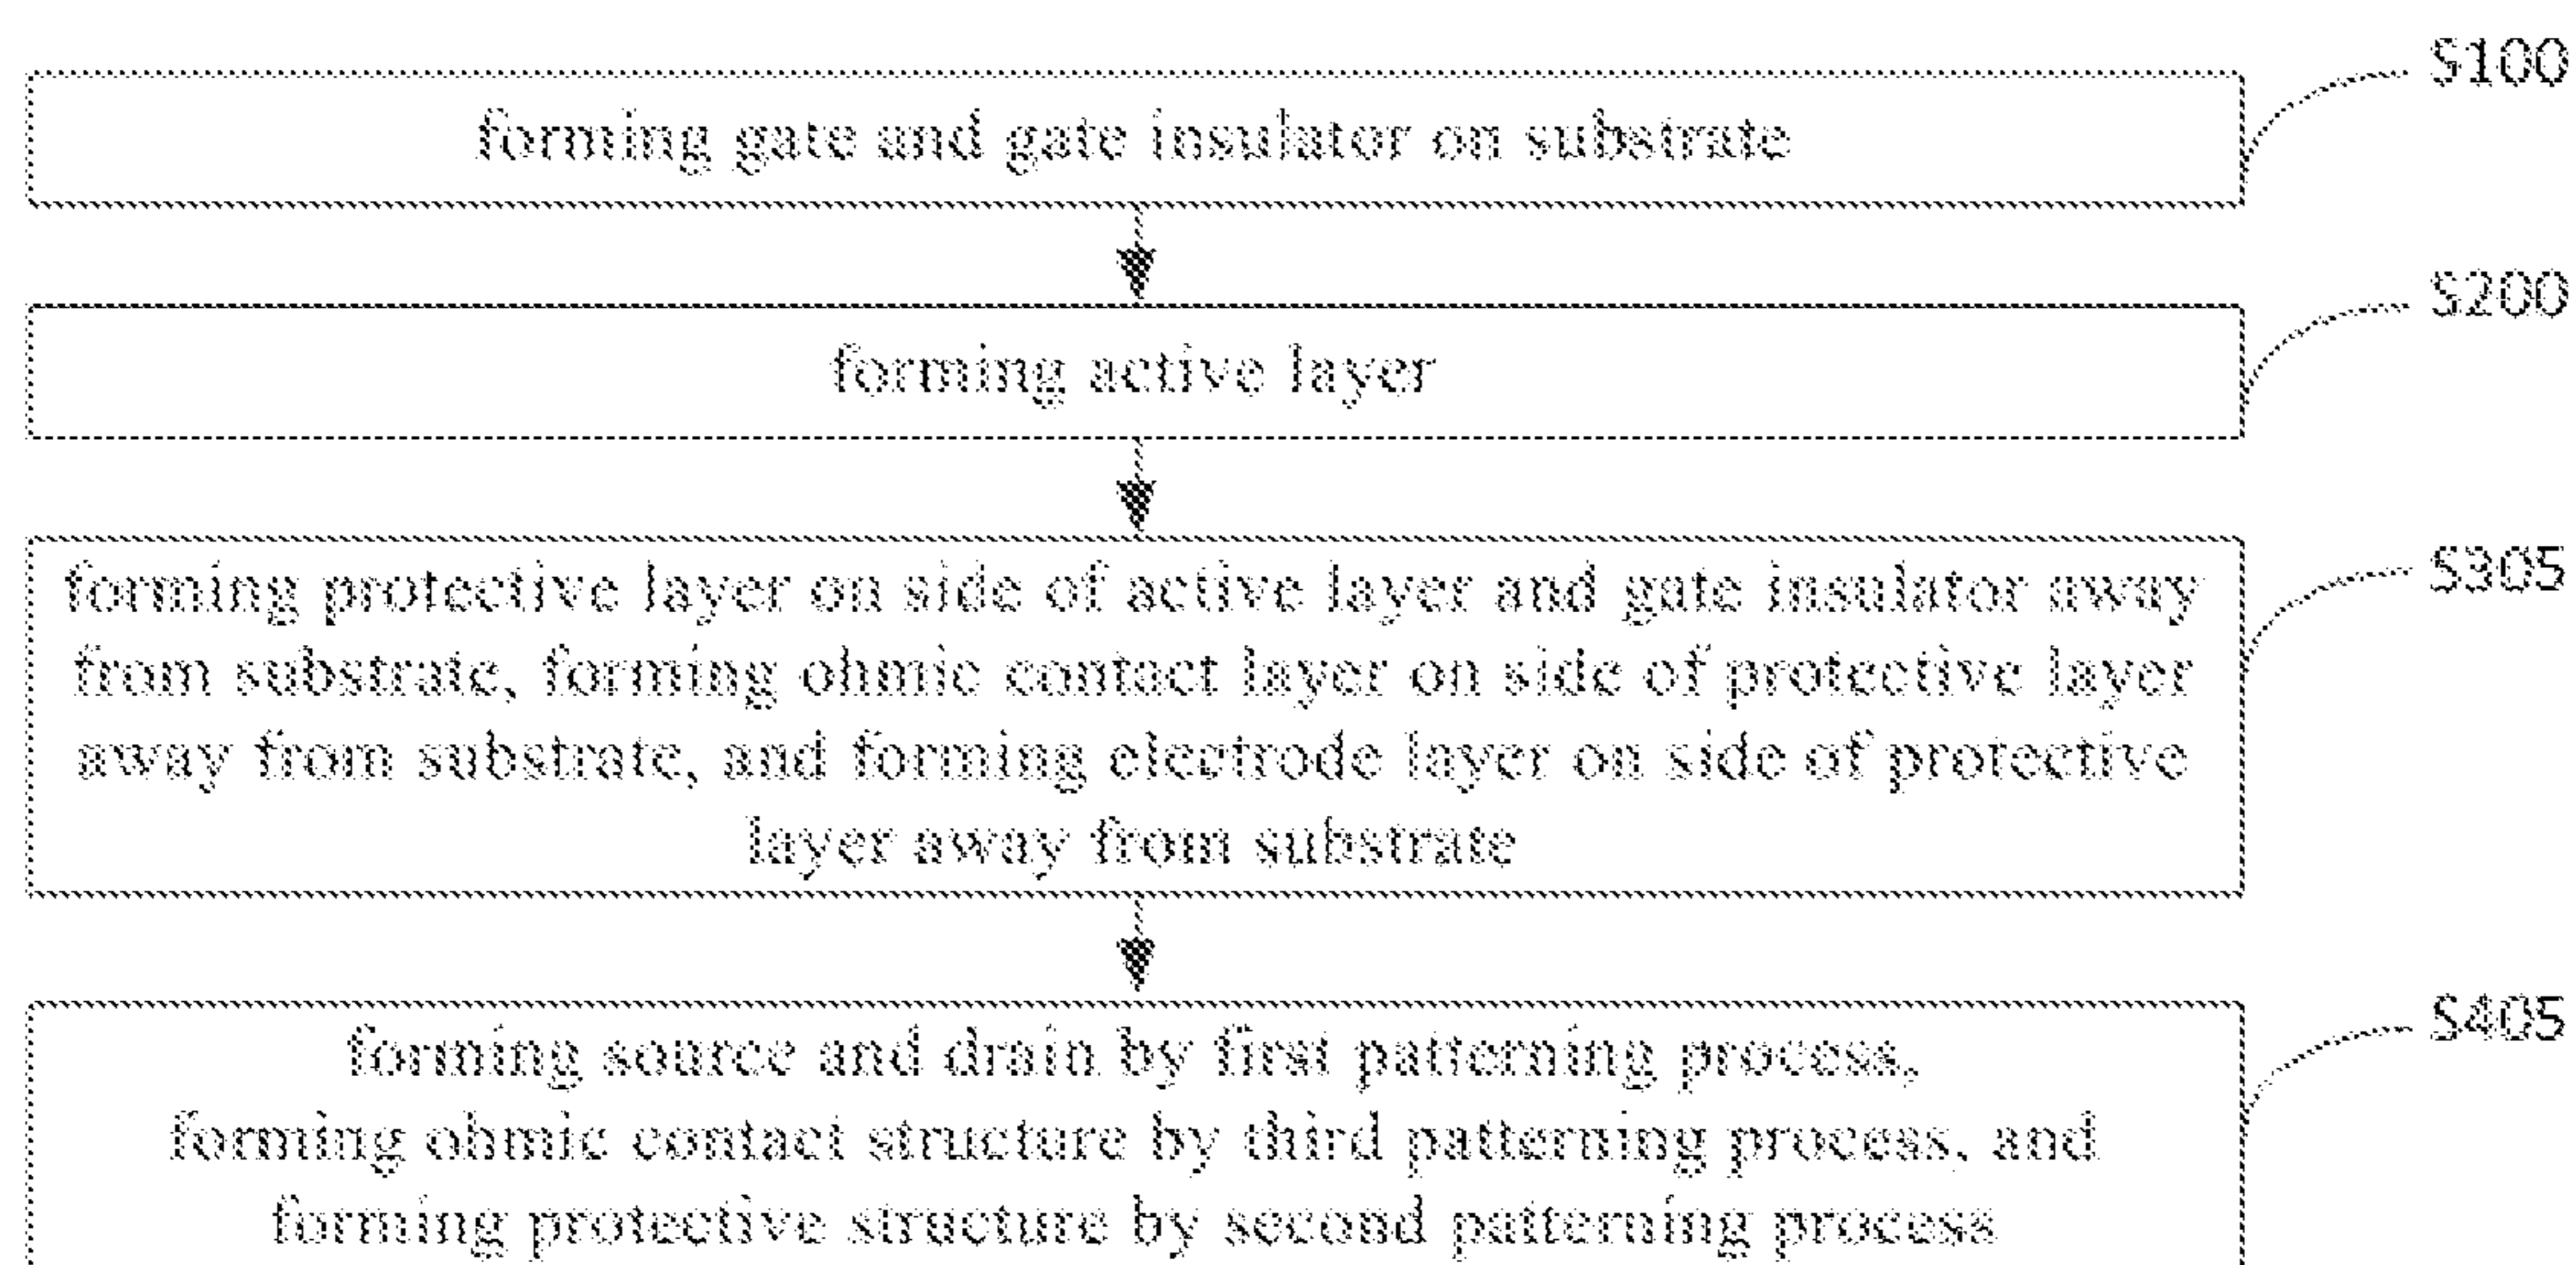 S100
forming gate and gate insulator on substrate
S200
forming active layer
S305
forming protective layer on side of active layer and gate insulator away
from substrate, forming ohmic contact layer on side of protective layer
away from substrate, and forming electrode layer on side of protective
layer away from substrate
S405
forming source and drain by first patterning process,
forming ohmic contact structure by third patterning process, and
forming protective structure by second patterning process